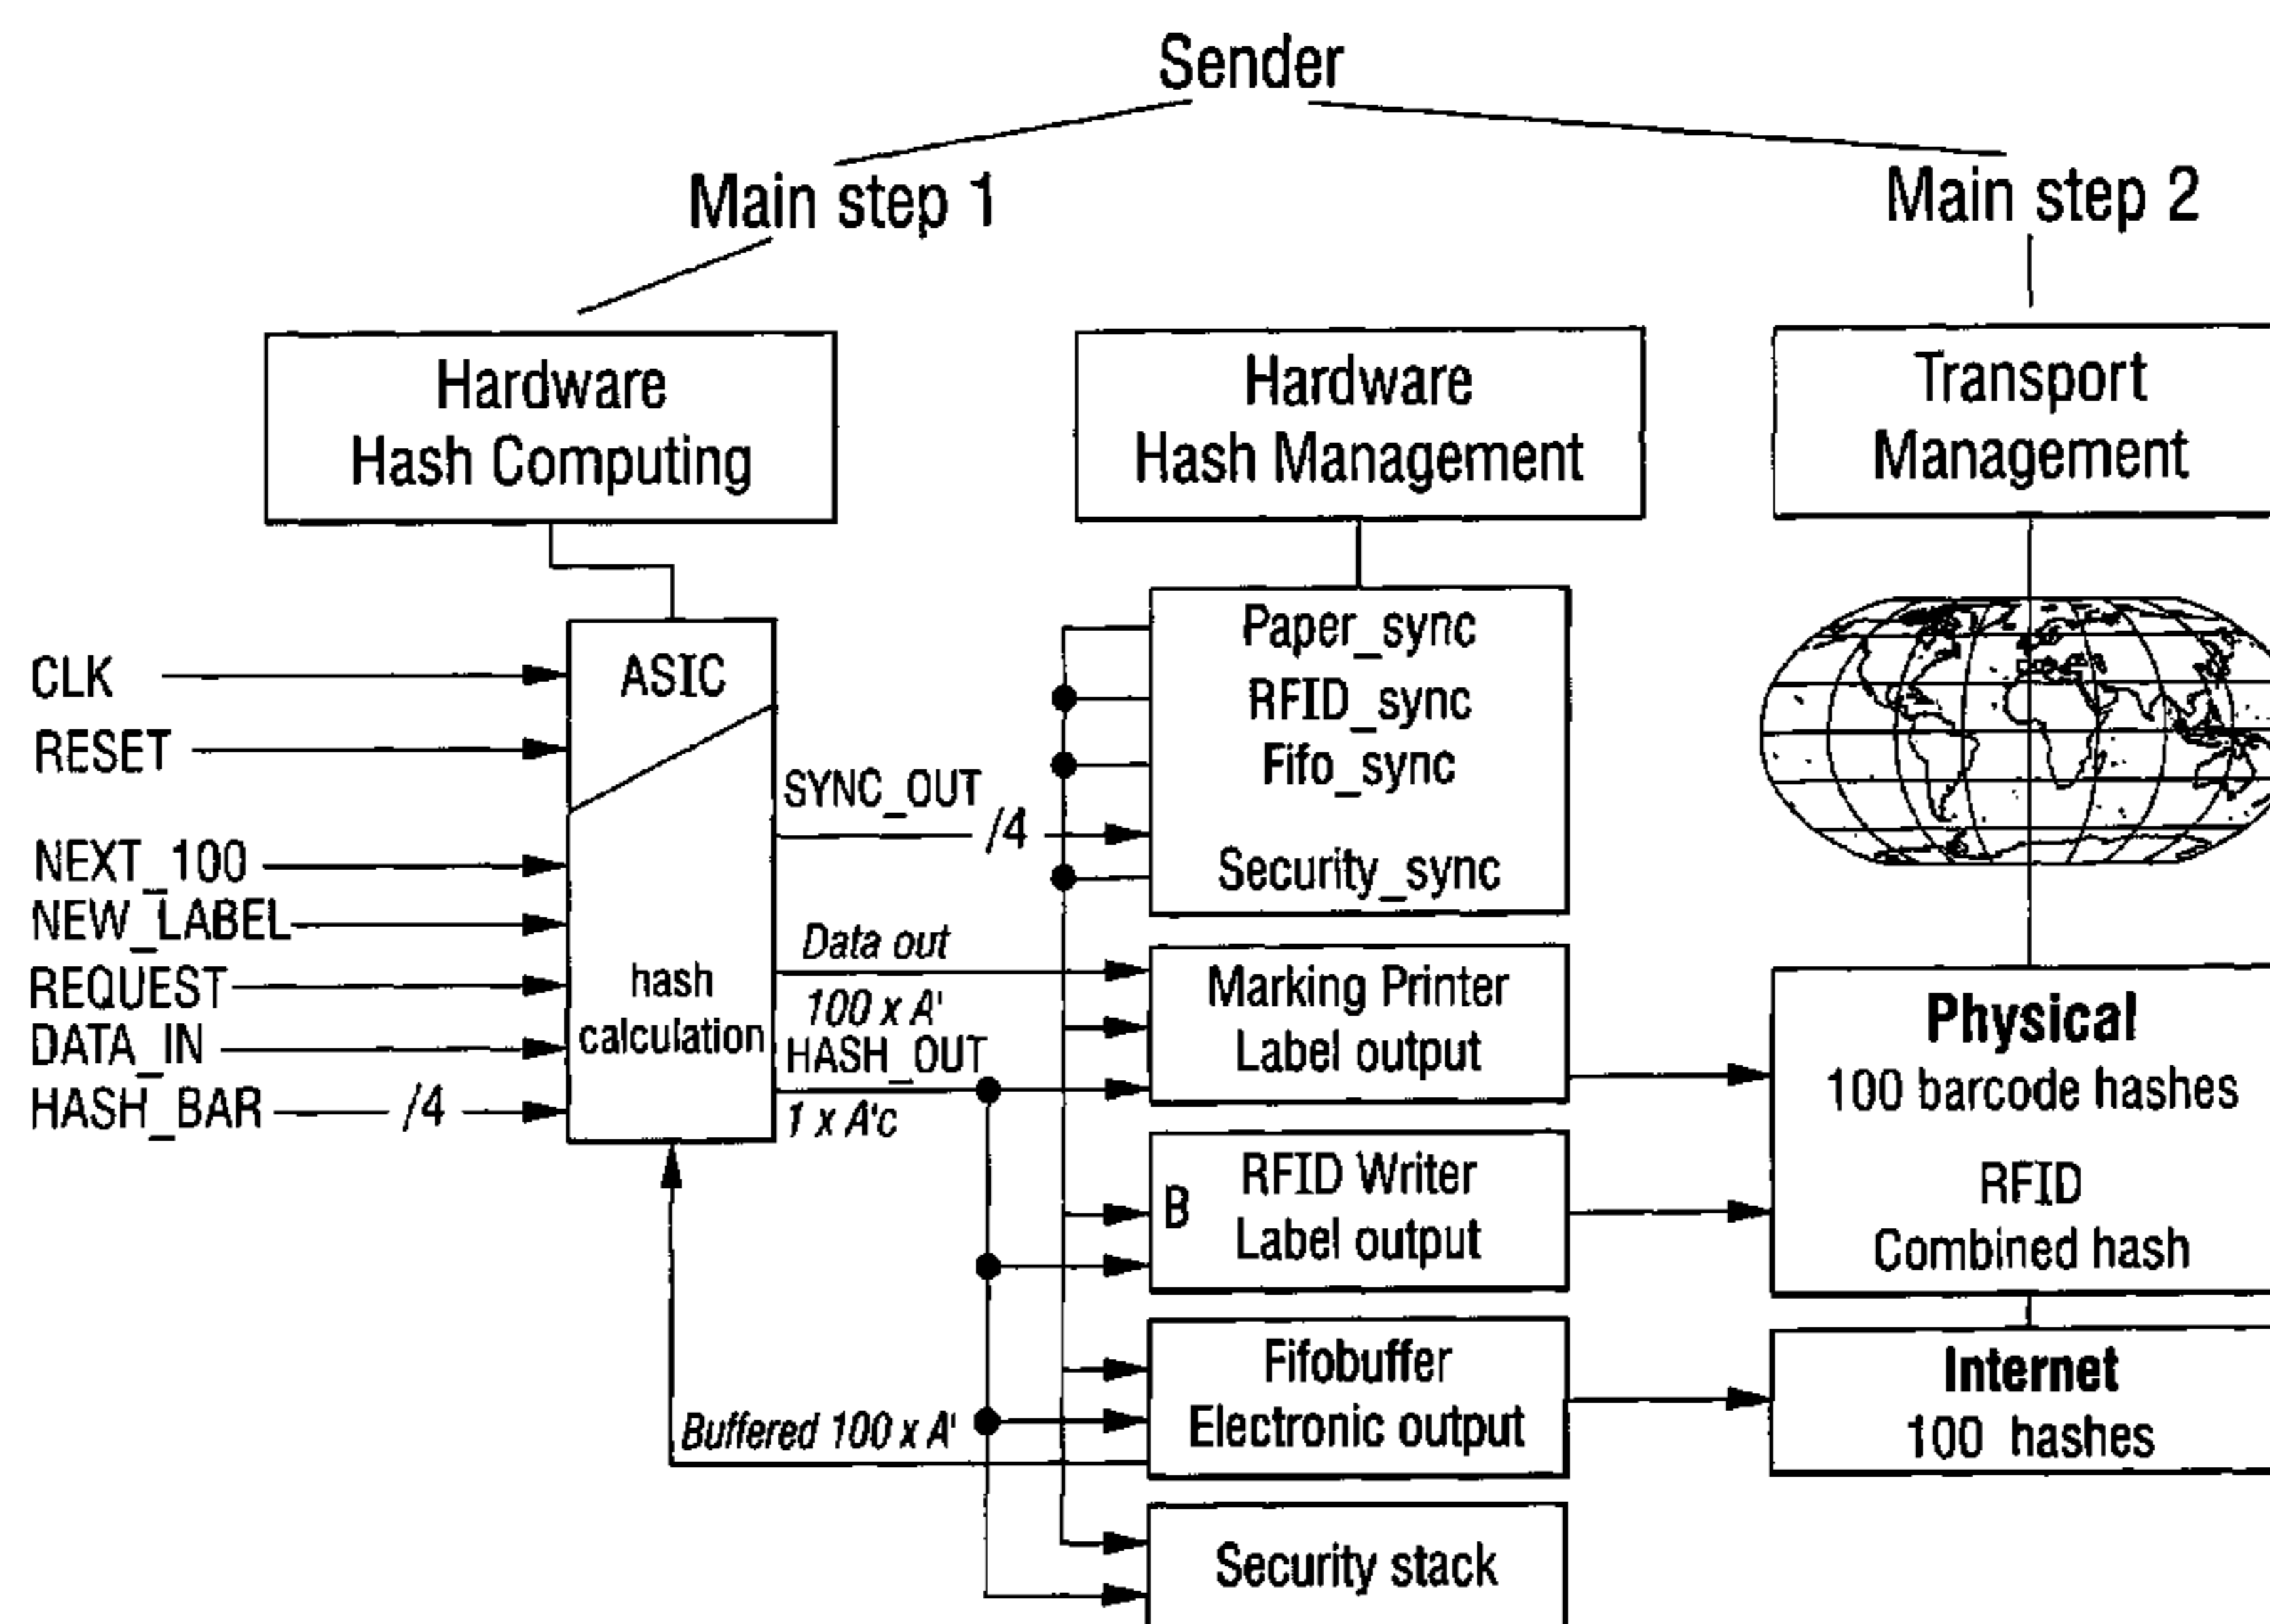 Sender
Main step 1
Main step 2
Hardware
Hash Computing
Hardware
Hash Management
Transport
Management
CLK
RESET
NEXT_100
NEW_LABEL
REQUEST
DATA_IN
HASH_BAR /4
ASIC
hash
calculation
SYNC_OUT
/4
Data out
100 x A'
HASH_OUT
1 x A'c
Buffered 100 x A'
Paper_sync
RFID_sync
Fifo_sync
Security_sync
Marking Printer
Label output
B
RFID Writer
Label output
Fifobuffer
Electronic output
Security stack
Physical
100 barcode hashes
RFID
Combined hash
Internet
100 hashes